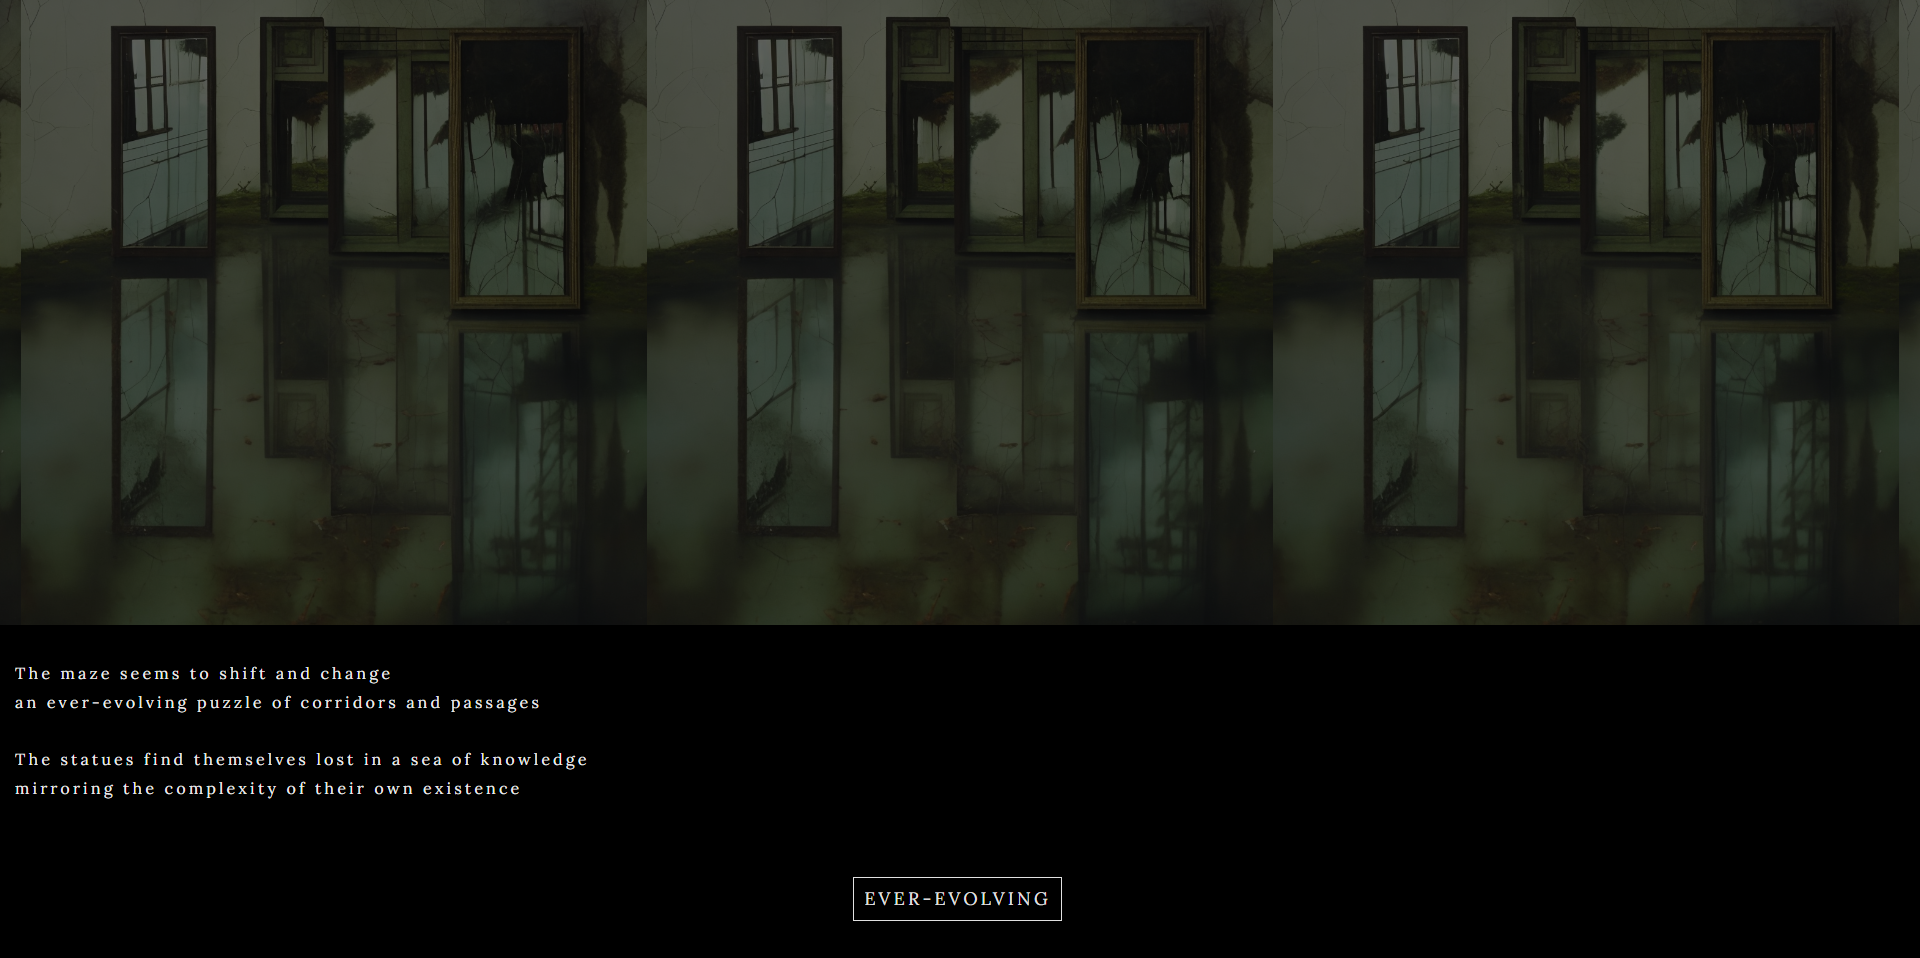 The maze seems to shift and change
an ever-evolving puzzle of corridors and passages
The statues find themselves lost in a sea of knowledge
mirroring the complexity of their own existence
EVER-EVOLVING